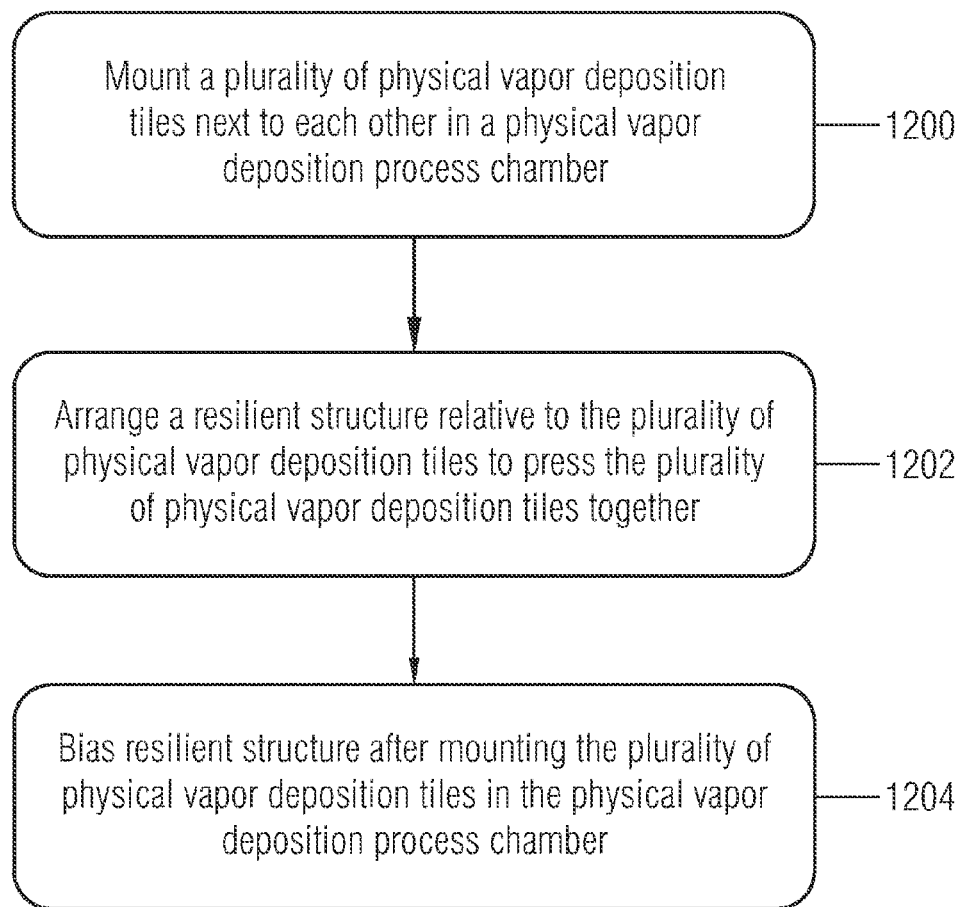 Mount a plurality of physical vapor deposition
tiles next to each other in a physical vapor
deposition process chamber
1200
Arrange a resilient structure relative to the plurality of
physical vapor deposition tiles to press the plurality
of physical vapor deposition tiles together
1202
Bias resilient structure after mounting the plurality of
physical vapor deposition tiles in the physical vapor
deposition process chamber
1204